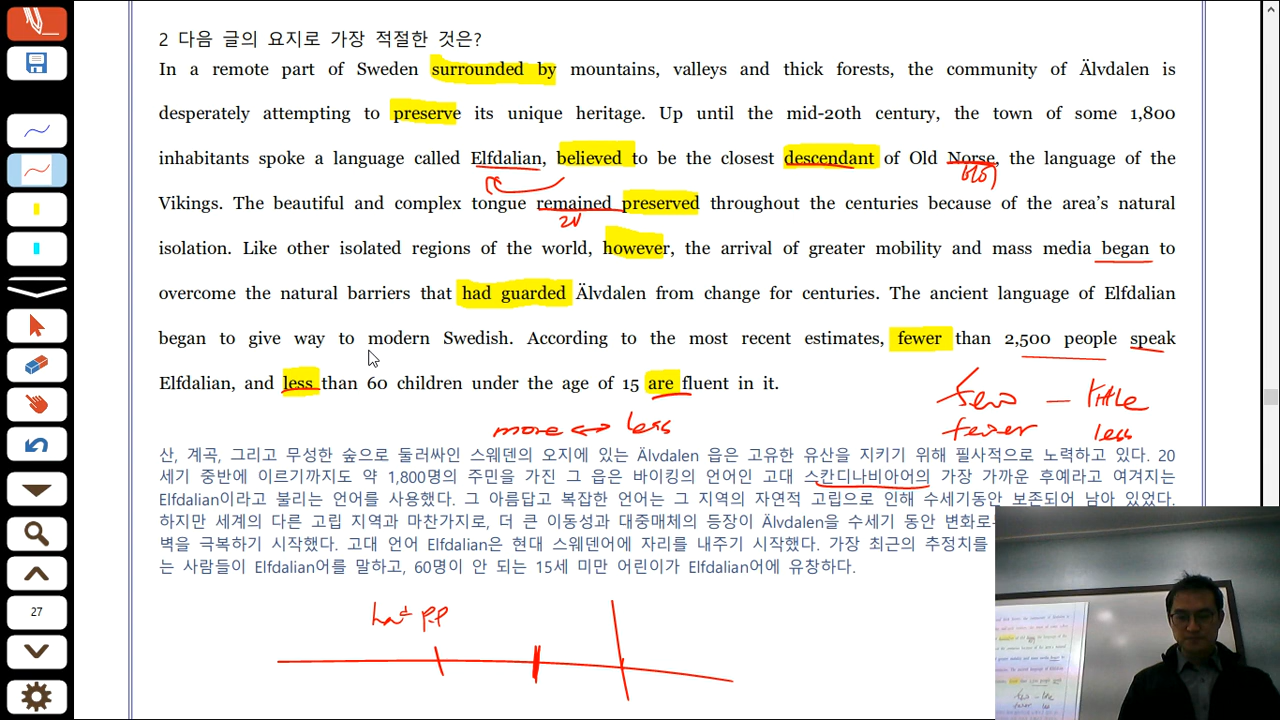 2 다음 글의 요지로 가장 적절한 것은?
In a remote part of Sweden surrounded by mountains, valleys and thick forests, the community of Älvdalen is
desperately attempting to preserve its unique heritage. Up until the mid-20th century, the town of some 1,800
inhabitants spoke a language called Elfdalian, believed to be the closest descendant of Old Norse, the language of the
Vikings. The beautiful and complex tongue remained preserved throughout the centuries because of the area's natural
isolation. Like other isolated regions of the world, however, the arrival of greater mobility and mass media began to
overcome the natural barriers that had guarded Älvdalen from change for centuries. The ancient language of Elfdalian
began to give way to modern Swedish. According to the most recent estimates, fewer than 2,500 people speak
Elfdalian, and less than 60 children under the age of 15 are fluent in it.
few – little
more ↔ less
fewer less
산, 계곡, 그리고 무성한 숲으로 둘러싸인 스웨덴의 오지에 있는 Älvdalen 읍은 고유한 유산을 지키기 위해 필사적으로 노력하고 있다. 20
세기 중반에 이르기까지도 약 1,800명의 주민을 가진 그 읍은 바이킹의 언어인 고대 스칸디나비아어의 가장 가까운 후예라고 여겨지는
Elfdalian이라고 불리는 언어를 사용했다. 그 아름답고 복잡한 언어는 그 지역의 자연적 고립으로 인해 수세기동안 보존되어 남아 있었다.
하지만 세계의 다른 고립 지역과 마찬가지로, 더 큰 이동성과 대중매체의 등장이 Älvdalen을 수세기 동안 변화로
벽을 극복하기 시작했다. 고대 언어 Elfdalian은 현대 스웨덴어에 자리를 내주기 시작했다. 가장 최근의 추정치를
는 사람들이 Elfdalian어를 말하고, 60명이 안 되는 15세 미만 어린이가 Elfdalian어에 유창하다.
had p.p
27